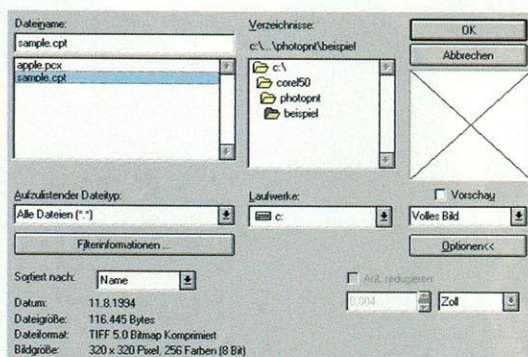 Dateiname:
sample.cpt
apple.pcx
sample.cpt
Verzeichnisse:
c:\...\photopnt\beispiel
c:\
corel50
photopnt
beispiel
OK
Abbrechen
Aufzulistender Dateityp:
Alle Dateien (*.*)
Laufwerke:
c:
Vorschau
Volles Bild
Filterinformationen ...
Optionen<<
Sortiert nach:
Name
Aut. reduzieren
0.004
Zoll
Datum: 11.8.1994
Dateigröße: 116.445 Bytes
Dateiformat: TIFF 5.0 Bitmap Komprimiert
Bildgröße: 320 x 320 Pixel, 256 Farben (8 Bit)